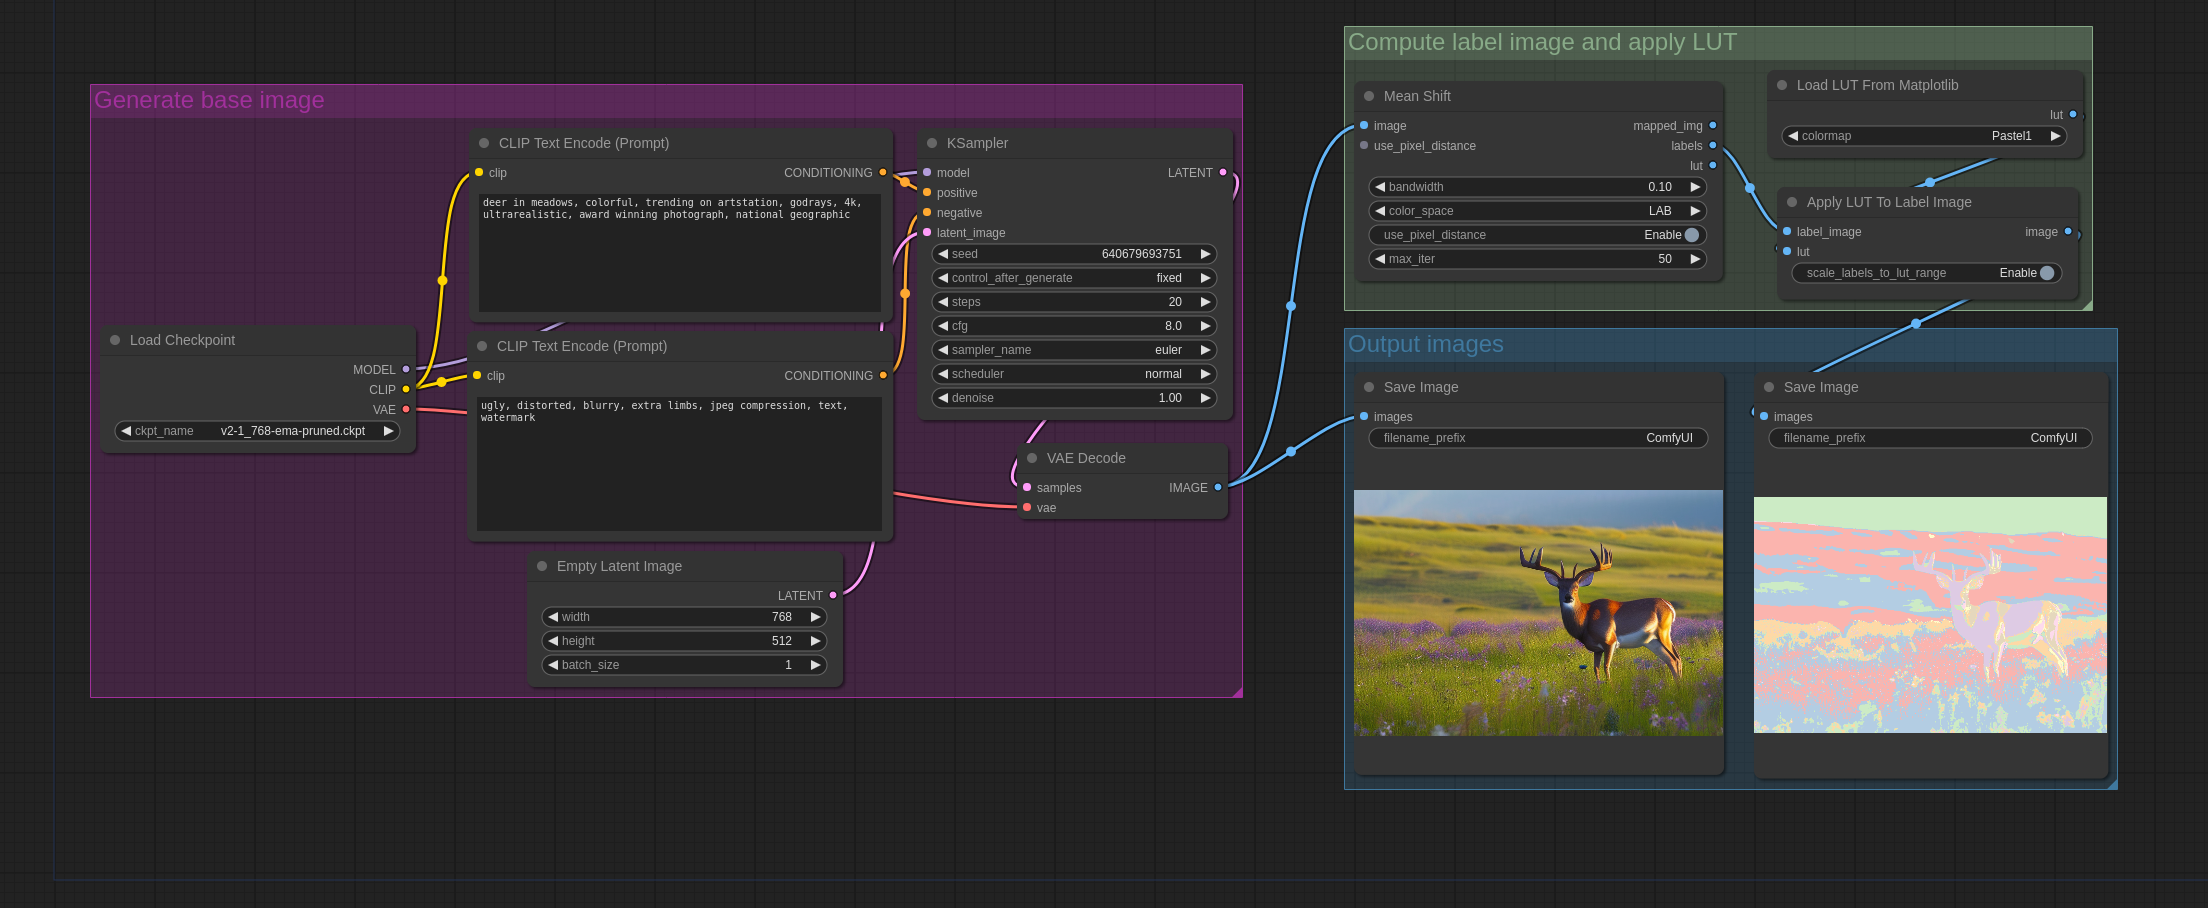 Generate base image
Load Checkpoint
MODEL
CLIP
VAE
ckpt_name v2-1_768-ema-pruned.ckpt
CLIP Text Encode (Prompt)
clip CONDITIONING
deer in meadows, colorful, trending on artstation, godrays, 4k,
ultrarealistic, award winning photograph, national geographic
CLIP Text Encode (Prompt)
clip CONDITIONING
ugly, distorted, blurry, extra limbs, jpeg compression, text,
watermark
Empty Latent Image
LATENT
width 768
height 512
batch_size 1
KSampler
model LATENT
positive
negative
latent_image
seed 640679693751
control_after_generate fixed
steps 20
cfg 8.0
sampler_name euler
scheduler normal
denoise 1.00
VAE Decode
samples IMAGE
vae
Compute label image and apply LUT
Mean Shift
image mapped_img
use_pixel_distance labels
lut
bandwidth 0.10
color_space LAB
use_pixel_distance Enable
max_iter 50
Load LUT From Matplotlib
lut
colormap Pastel1
Apply LUT To Label Image
label_image image
lut
scale_labels_to_lut_range Enable
Output images
Save Image
images
filename_prefix ComfyUI
Save Image
images
filename_prefix ComfyUI